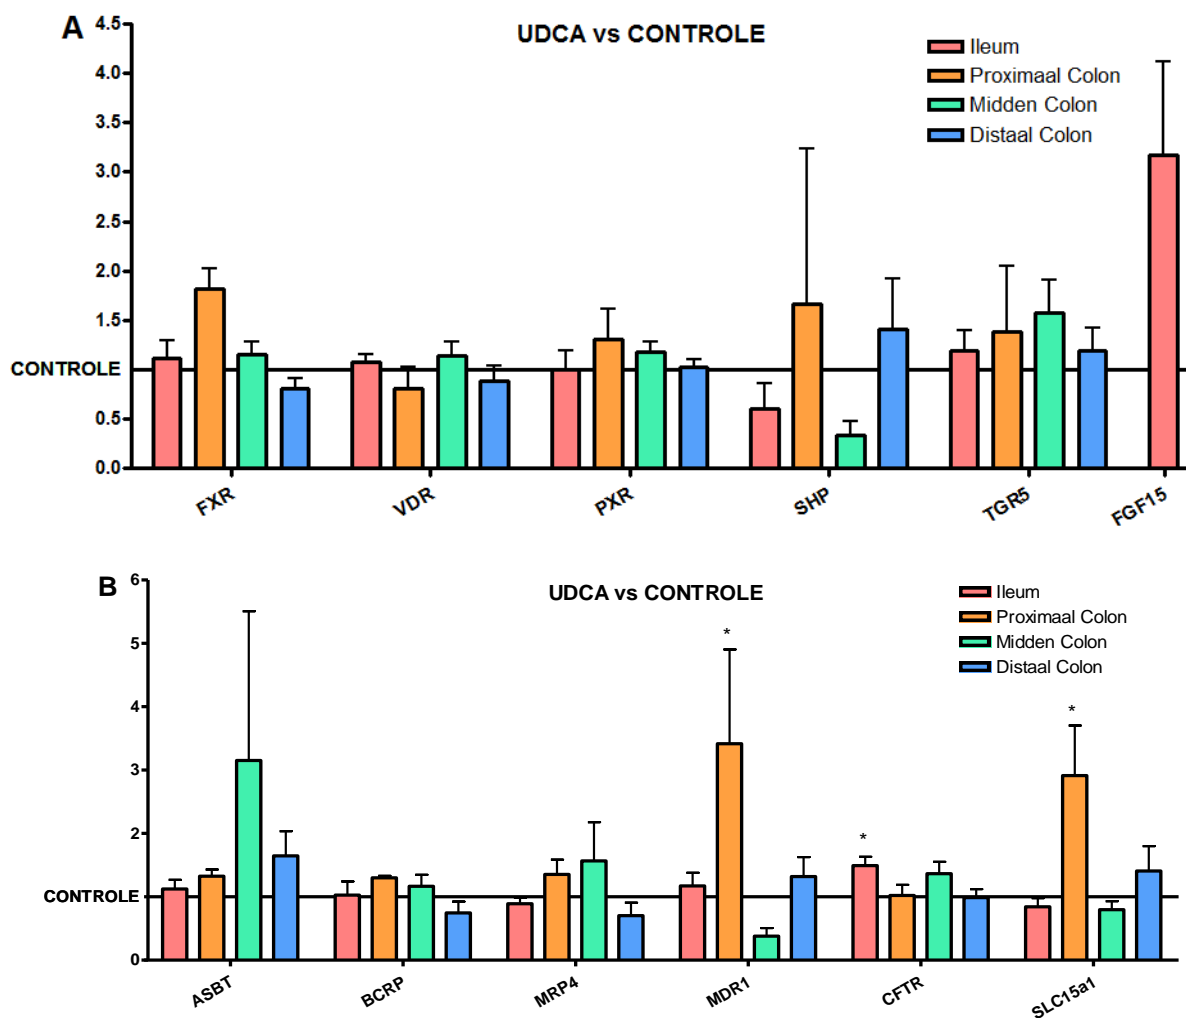 A
UDCA vs CONTROLE
Ileum
Proximaal Colon
Midden Colon
Distaal Colon
4.5
4.0
3.5
3.0
2.5
2.0
1.5
CONTROLE
0.5
0.0
FXR
VDR
PXR
SHP
TGR5
FGF15
B
UDCA vs CONTROLE
Ileum
Proximaal Colon
Midden Colon
Distaal Colon
6
5
4
3
2
CONTROLE
0
*
*
*
ASBT
BCRP
MRP4
MDR1
CFTR
SLC15a1